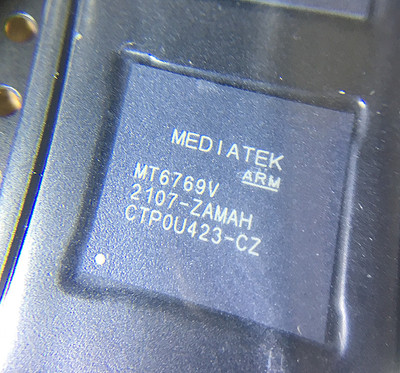 MEDIATEK
ARM
MT6769V
2107-ZAMAH
CTP0U423-CZ